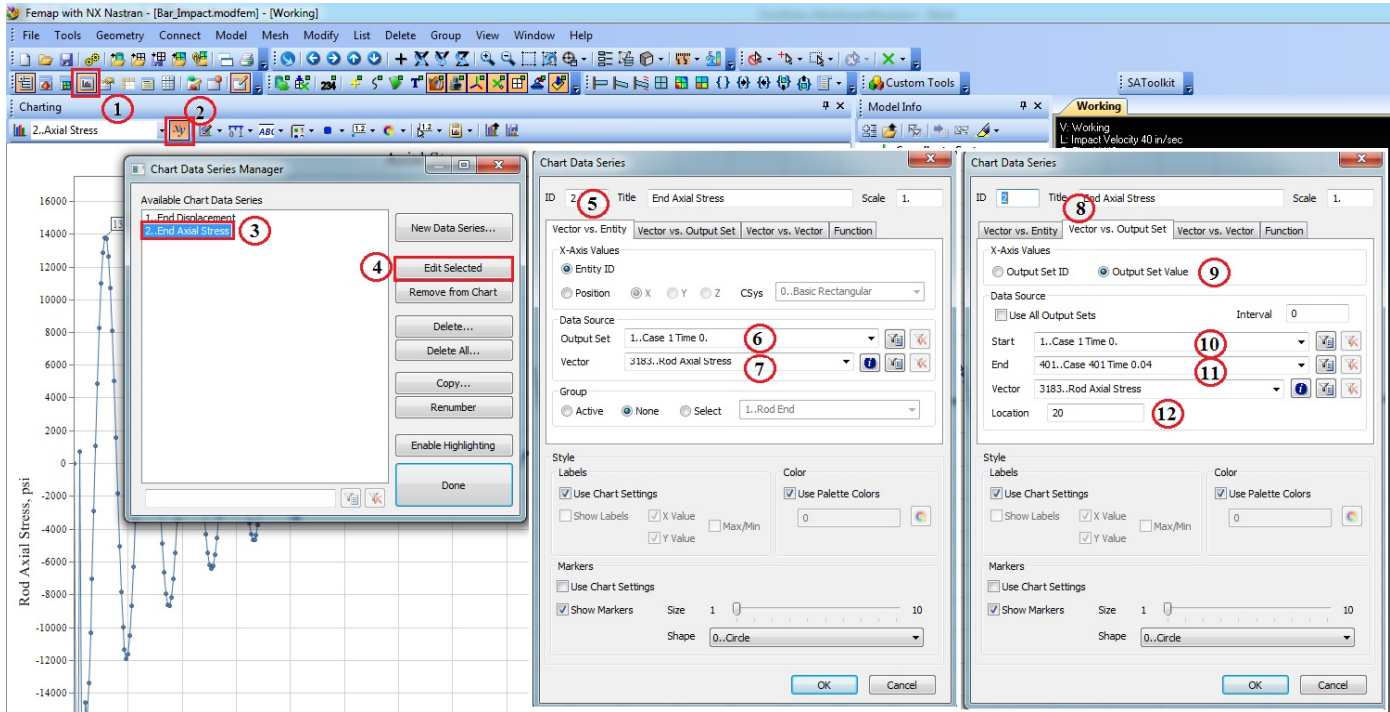 Femap with NX Nastran - [Bar_Impact.modfem] - [Working]
File Tools Geometry Connect Model Mesh Modify List Delete Group View Window Help
Custom Tools
SAToolkit
Charting
1
2
Model Info
Working
2..Axial Stress
Xy
ABC
1.2
V: Working
L: Impact Velocity 40 in/sec
16000
14000
12000
10000
8000
6000
4000
2000
0
-2000
-4000
-6000
-8000
-10000
-12000
-14000
Rod Axial Stress, psi
13
Chart Data Series Manager
Available Chart Data Series
1..End Displacement
2..End Axial Stress
3
New Data Series...
4
Edit Selected
Remove from Chart
Delete...
Delete All...
Copy...
Renumber
Enable Highlighting
Done
Chart Data Series
ID 2 5 Title End Axial Stress Scale 1.
Vector vs. Entity Vector vs. Output Set Vector vs. Vector Function
X-Axis Values
Entity ID
Position X Y Z CSys 0..Basic Rectangular
Data Source
Output Set 1..Case 1 Time 0. 6
Vector 3183..Rod Axial Stress 7
Group
Active None Select 1..Rod End
Style
Labels
Use Chart Settings
Show Labels X Value Max/Min
Y Value
Color
Use Palette Colors
0
Markers
Use Chart Settings
Show Markers Size 1 10
Shape 0..Circle
OK Cancel
Chart Data Series
ID 2 Title End Axial Stress Scale 1.
8
Vector vs. Entity Vector vs. Output Set Vector vs. Vector Function
X-Axis Values
Output Set ID Output Set Value 9
Data Source
Use All Output Sets Interval 0
Start 1..Case 1 Time 0. 10
End 401..Case 401 Time 0.04 11
Vector 3183..Rod Axial Stress
Location 20 12
Style
Labels
Use Chart Settings
Show Labels X Value Max/Min
Y Value
Color
Use Palette Colors
0
Markers
Use Chart Settings
Show Markers Size 1 10
Shape 0..Circle
OK Cancel